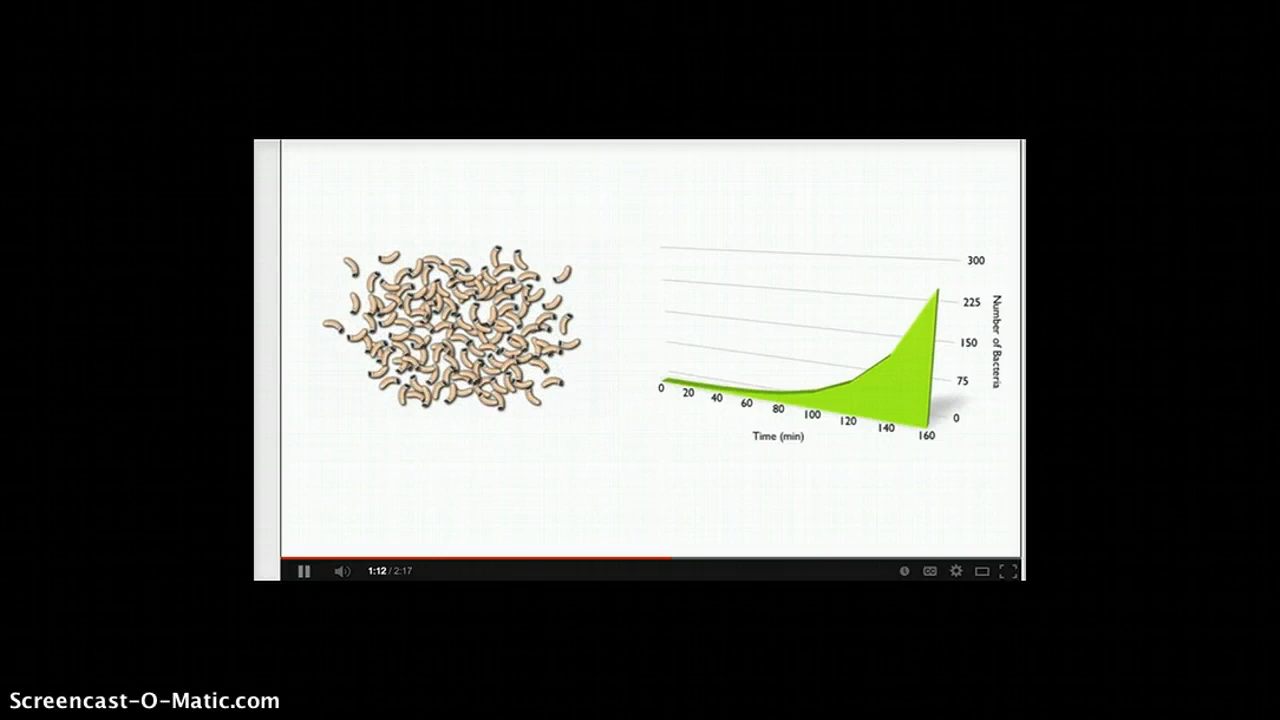 300
225
150
75
0
Number of Bacteria
0 20 40 60 80 100 120 140 160
Time (min)
1:12 / 2:17
CC
Screencast-O-Matic.com